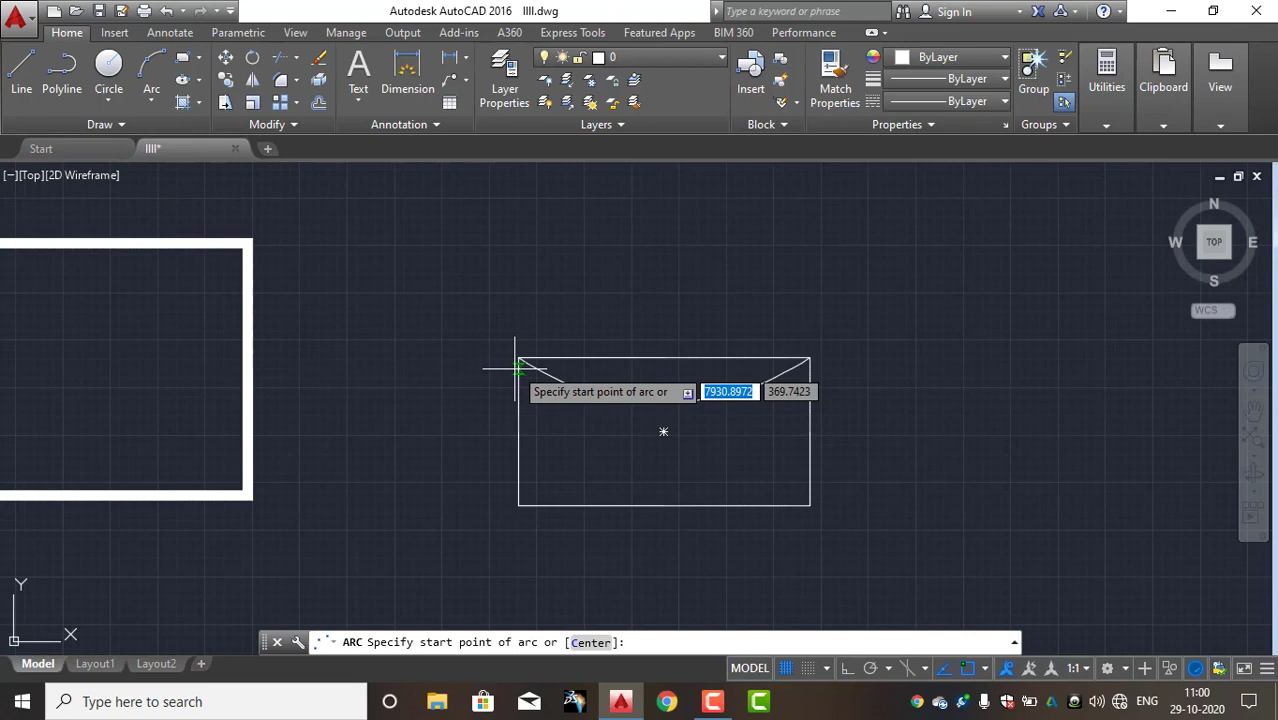 Autodesk AutoCAD 2016 llll.dwg
Type a keyword or phrase
Sign In
Home Insert Annotate Parametric View Manage Output Add-ins A360 Express Tools Featured Apps BIM 360 Performance
0
ByLayer
ByLayer
ByLayer
Line Polyline Circle Arc Text Dimension Layer Properties Insert Match Properties Group Utilities Clipboard View
Draw Modify Annotation Layers Block Properties Groups
Start
llll*
[−][Top][2D Wireframe]
N
W TOP E
S
WCS
Specify start point of arc or 7930.8972 369.7423
Y
X
ARC Specify start point of arc or [Center]:
Model Layout1 Layout2
MODEL 1:1
Type here to search
ENG
1:00
29-10-2020